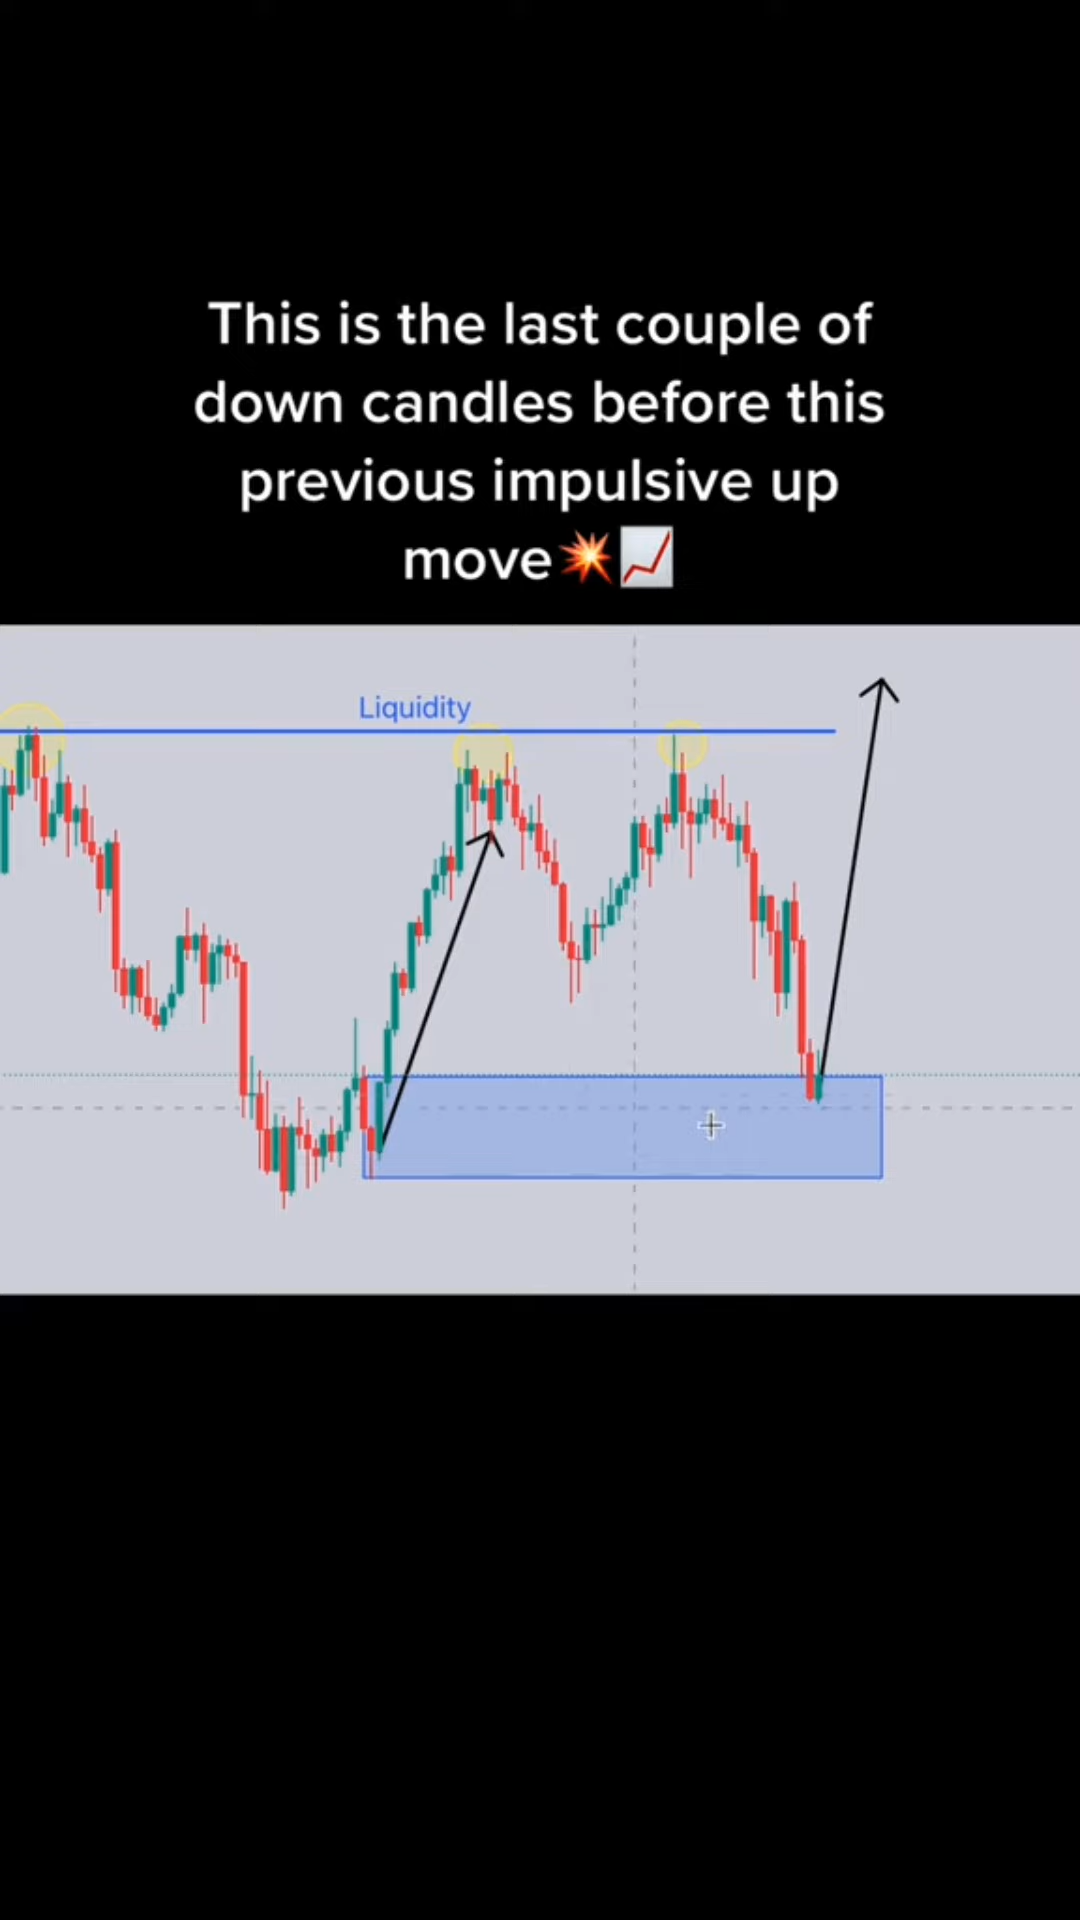 This is the last couple of
down candles before this
previous impulsive up
move💥📈
Liquidity